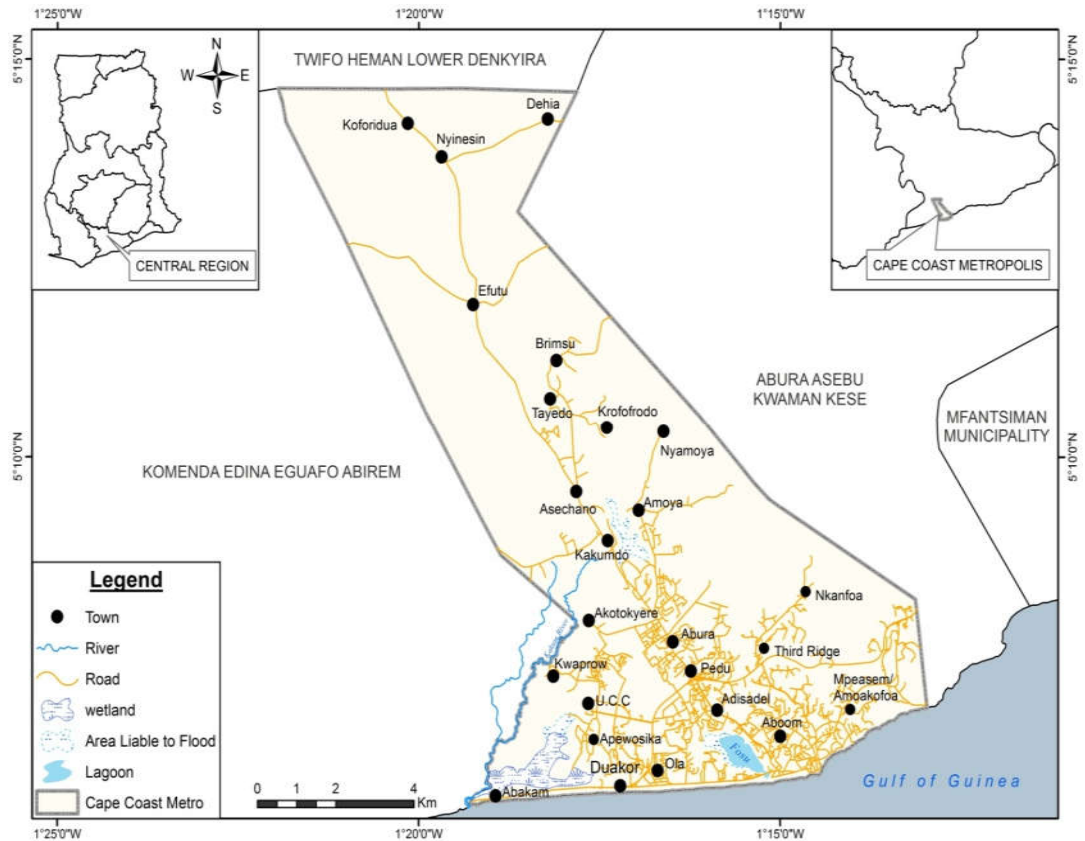 1°25'0"W
1°20'0"W
1°15'0"W
5°15'0"N
5°15'0"N
N
W
E
S
TWIFO HEMAN LOWER DENKYIRA
CENTRAL REGION
CAPE COAST METROPOLIS
Dehia
Koforidua
Nyinesin
Efutu
Brimsu
ABURA ASEBU
KWAMAN KESE
Tayedo
Krofofrodo
MFANTSIMAN
MUNICIPALITY
Nyamoya
5°10'0"N
5°10'0"N
KOMENDA EDINA EGUAFO ABIREM
Asechano
Amoya
Kakumdo
Nkanfoa
Akotokyere
Abura
Third Ridge
Kwaprow
Pedu
Mpeasem/
Amoakofoa
U.C.C
Adisadel
Aboom
Apewosika
Fosu
Duakor
Ola
Abakam
Gulf of Guinea
Legend
Town
River
Road
wetland
Area Liable to Flood
Lagoon
Cape Coast Metro
0 1 2 4
Km
1°25'0"W
1°20'0"W
1°15'0"W